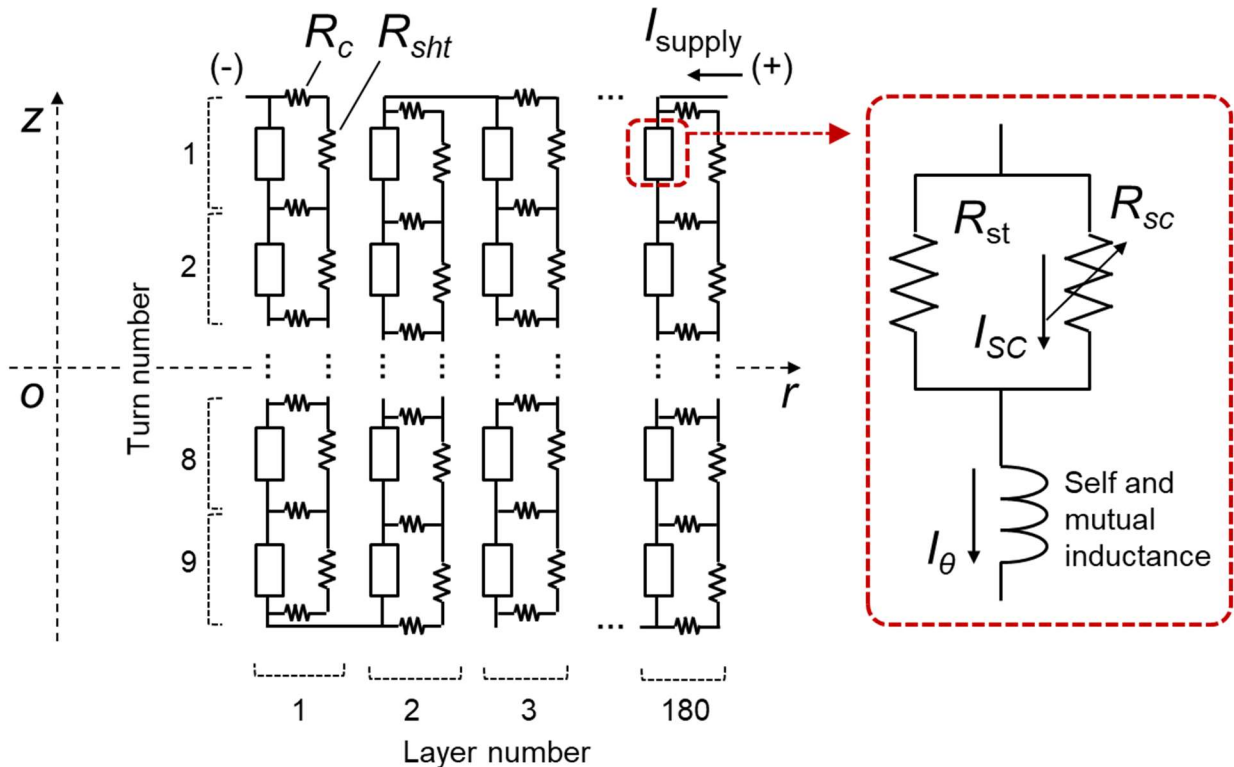 R_c R_sht I_supply
(-) (+)
z
1
2
Turn number
o r
8
9
1 2 3 180
Layer number
... 
R_st R_sc
I_SC
I_θ
Self and
mutual
inductance